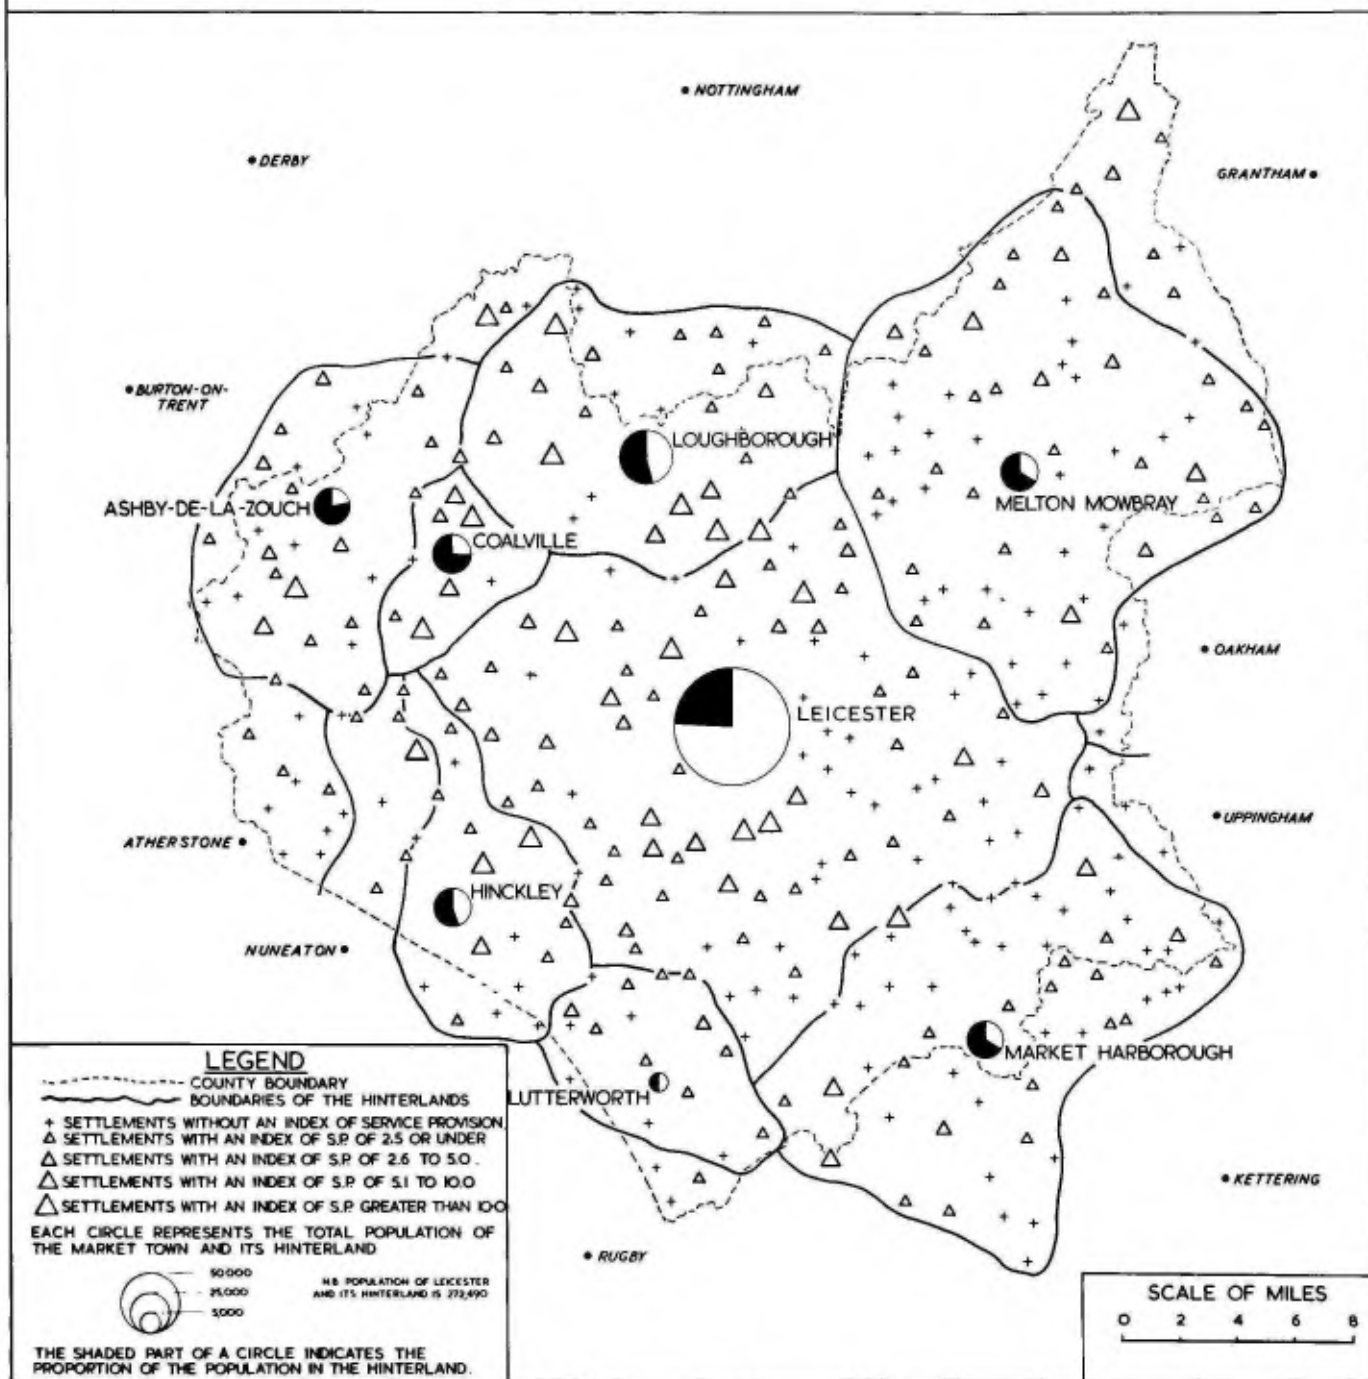 NOTTINGHAM
DERBY
GRANTHAM
BURTON-ON-
TRENT
LOUGHBOROUGH
MELTON MOWBRAY
ASHBY-DE-LA-ZOUCH
COALVILLE
OAKHAM
LEICESTER
ATHERSTONE
UPPINGHAM
HINCKLEY
NUNEATON
MARKET HARBOROUGH
LUTTERWORTH
KETTERING
RUGBY
LEGEND
COUNTY BOUNDARY
BOUNDARIES OF THE HINTERLANDS
+ SETTLEMENTS WITHOUT AN INDEX OF SERVICE PROVISION.
△ SETTLEMENTS WITH AN INDEX OF S.P. OF 2.5 OR UNDER
△ SETTLEMENTS WITH AN INDEX OF S.P. OF 2.6 TO 5.0.
△ SETTLEMENTS WITH AN INDEX OF S.P. OF 5.1 TO 10.0
△ SETTLEMENTS WITH AN INDEX OF S.P. GREATER THAN 10.0
EACH CIRCLE REPRESENTS THE TOTAL POPULATION OF
THE MARKET TOWN AND ITS HINTERLAND
50,000
25,000
5,000
N.B. POPULATION OF LEICESTER
AND ITS HINTERLAND IS 273,490
THE SHADED PART OF A CIRCLE INDICATES THE
PROPORTION OF THE POPULATION IN THE HINTERLAND.
SCALE OF MILES
0 2 4 6 8